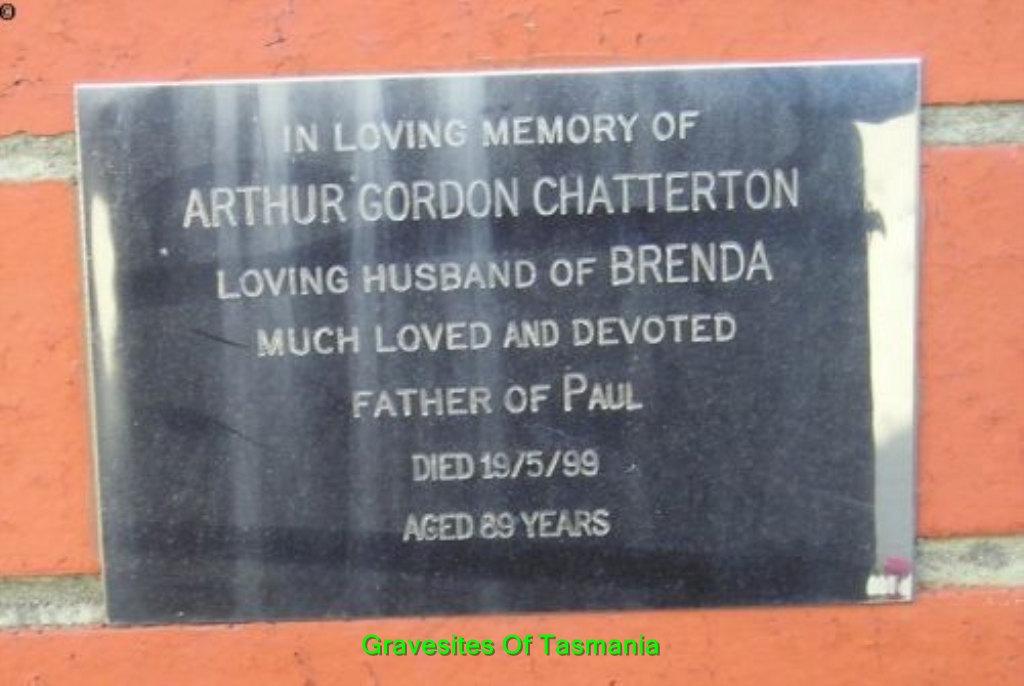 IN LOVING MEMORY OF
ARTHUR GORDON CHATTERTON
LOVING HUSBAND OF BRENDA
MUCH LOVED AND DEVOTED
FATHER OF PAUL
DIED 19/5/99
AGED 89 YEARS
Gravesites Of Tasmania